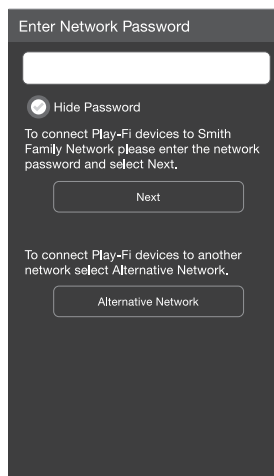 Enter Network Password
Hide Password
To connect Play-Fi devices to Smith
Family Network please enter the network
password and select Next.
Next
To connect Play-Fi devices to another
network select Alternative Network.
Alternative Network